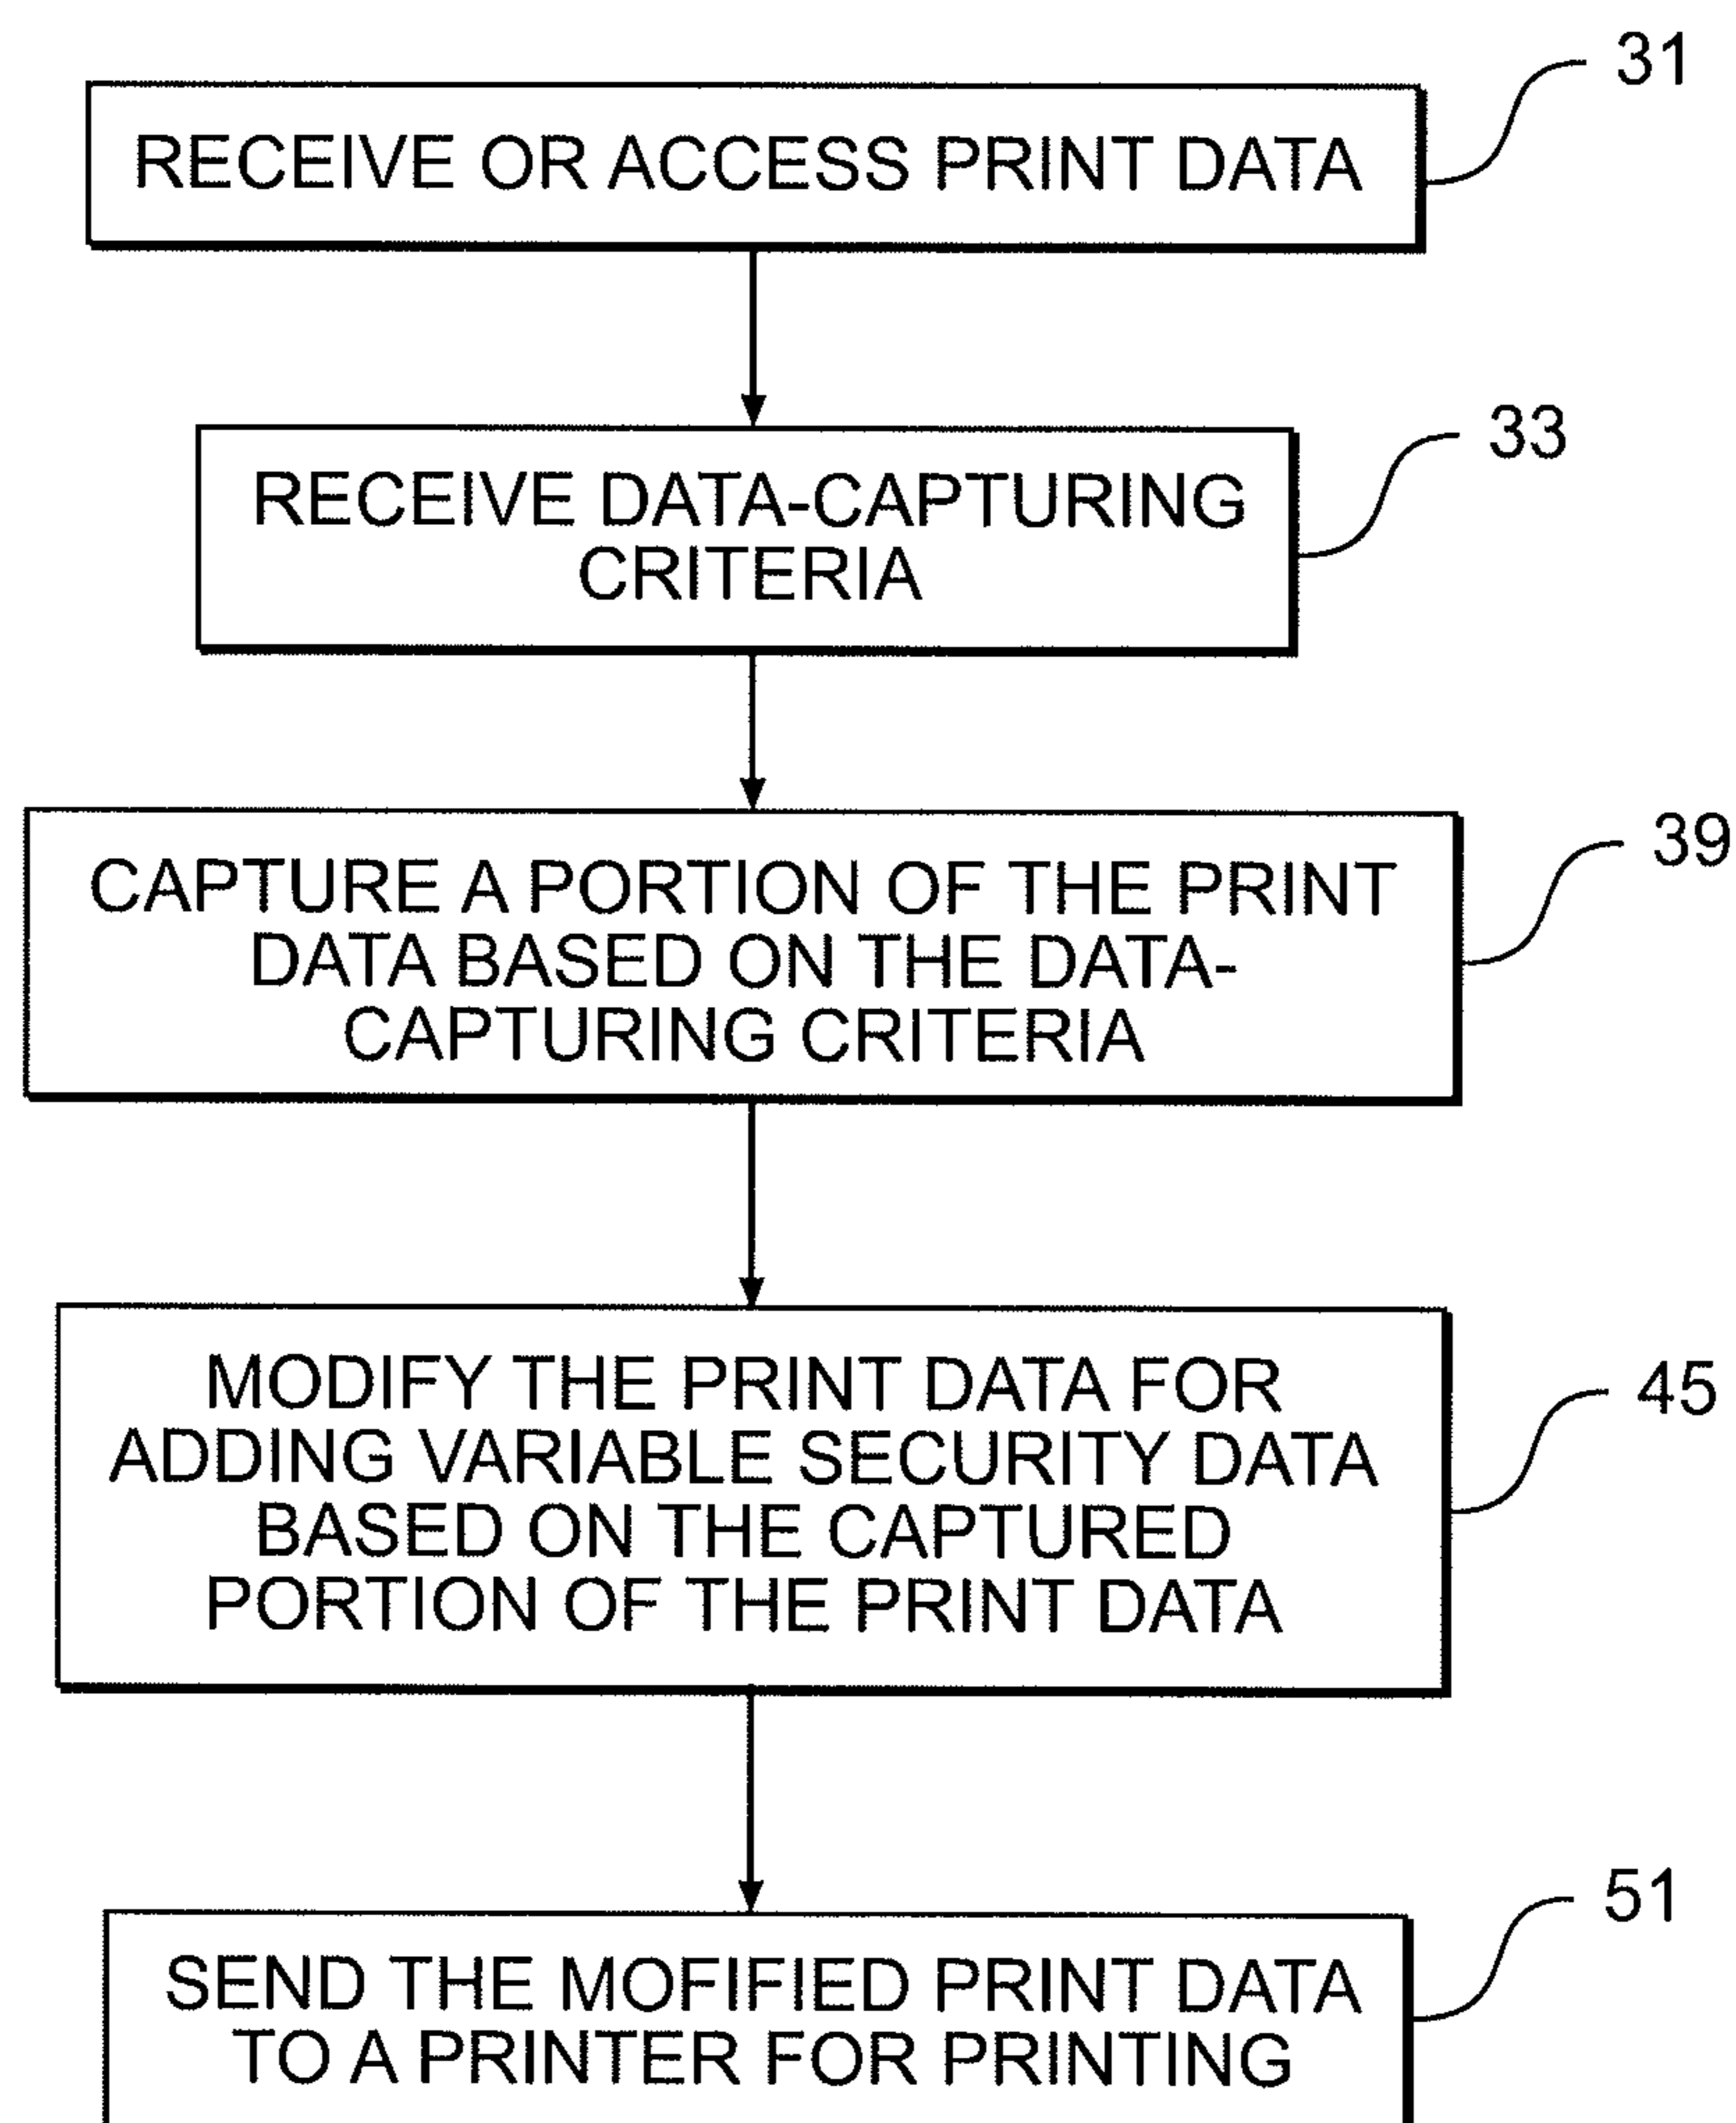 31
RECEIVE OR ACCESS PRINT DATA
33
RECEIVE DATA-CAPTURING
CRITERIA
39
CAPTURE A PORTION OF THE PRINT
DATA BASED ON THE DATA-
CAPTURING CRITERIA
45
MODIFY THE PRINT DATA FOR
ADDING VARIABLE SECURITY DATA
BASED ON THE CAPTURED
PORTION OF THE PRINT DATA
51
SEND THE MOFIFIED PRINT DATA
TO A PRINTER FOR PRINTING